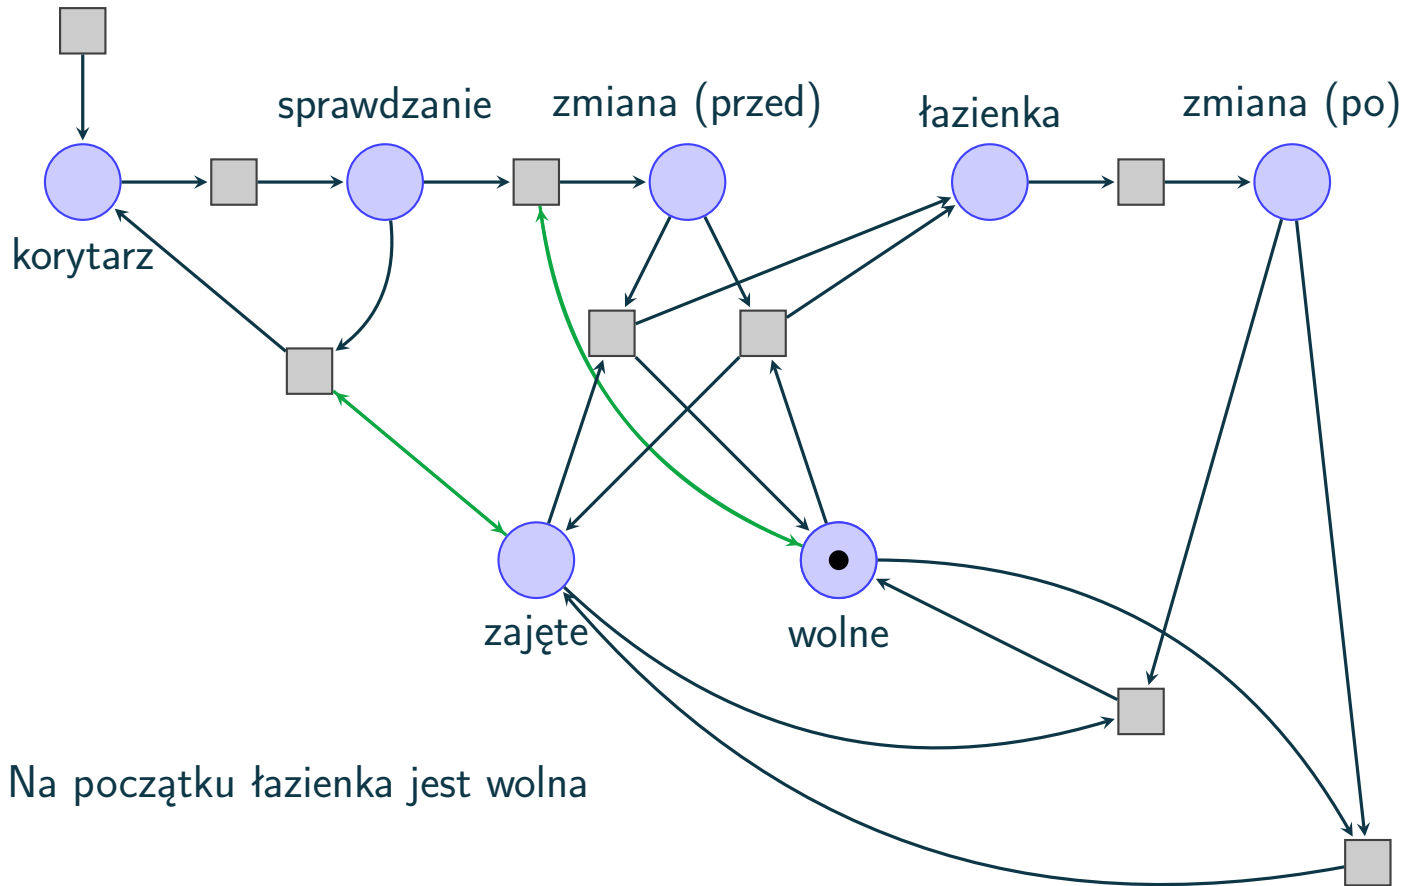 sprawdzanie
zmiana (przed)
łazienka
zmiana (po)
korytarz
zajęte
wolne
Na początku łazienka jest wolna